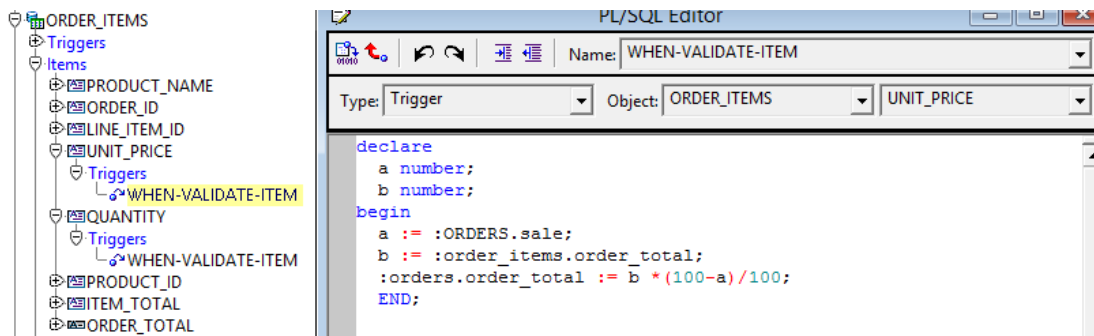 ORDER_ITEMS
Triggers
Items
PRODUCT_NAME
ORDER_ID
LINE_ITEM_ID
UNIT_PRICE
Triggers
WHEN-VALIDATE-ITEM
QUANTITY
Triggers
WHEN-VALIDATE-ITEM
PRODUCT_ID
ITEM_TOTAL
ORDER_TOTAL
PL/SQL Editor
Name: WHEN-VALIDATE-ITEM
Type: Trigger Object: ORDER_ITEMS UNIT_PRICE
declare
a number;
b number;
begin
a := :ORDERS.sale;
b := :order_items.order_total;
:orders.order_total := b *(100-a)/100;
END;